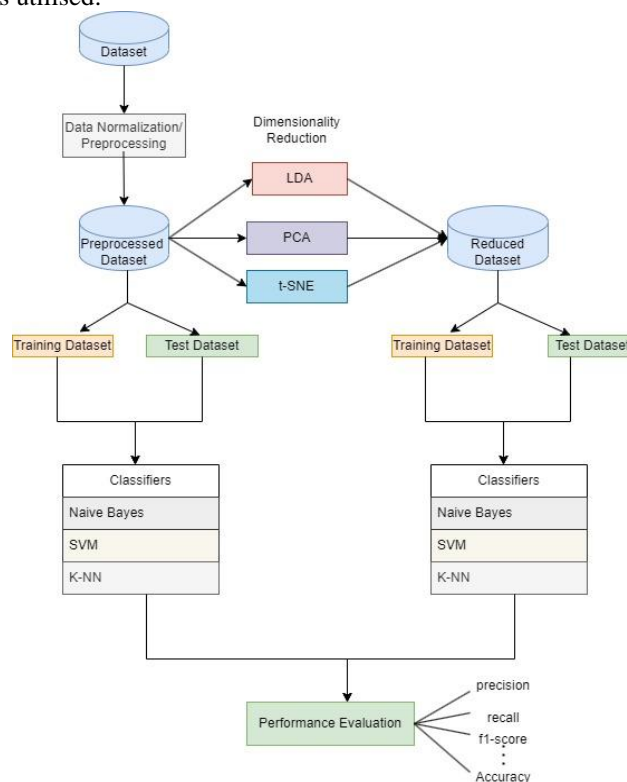 s utilised.
Dataset
Data Normalization/
Preprocessing
Dimensionality
Reduction
LDA
PCA
t-SNE
Preprocessed
Dataset
Reduced
Dataset
Training Dataset
Test Dataset
Training Dataset
Test Dataset
Classifiers
Naive Bayes
SVM
K-NN
Classifiers
Naive Bayes
SVM
K-NN
Performance Evaluation
precision
recall
f1-score
Accuracy